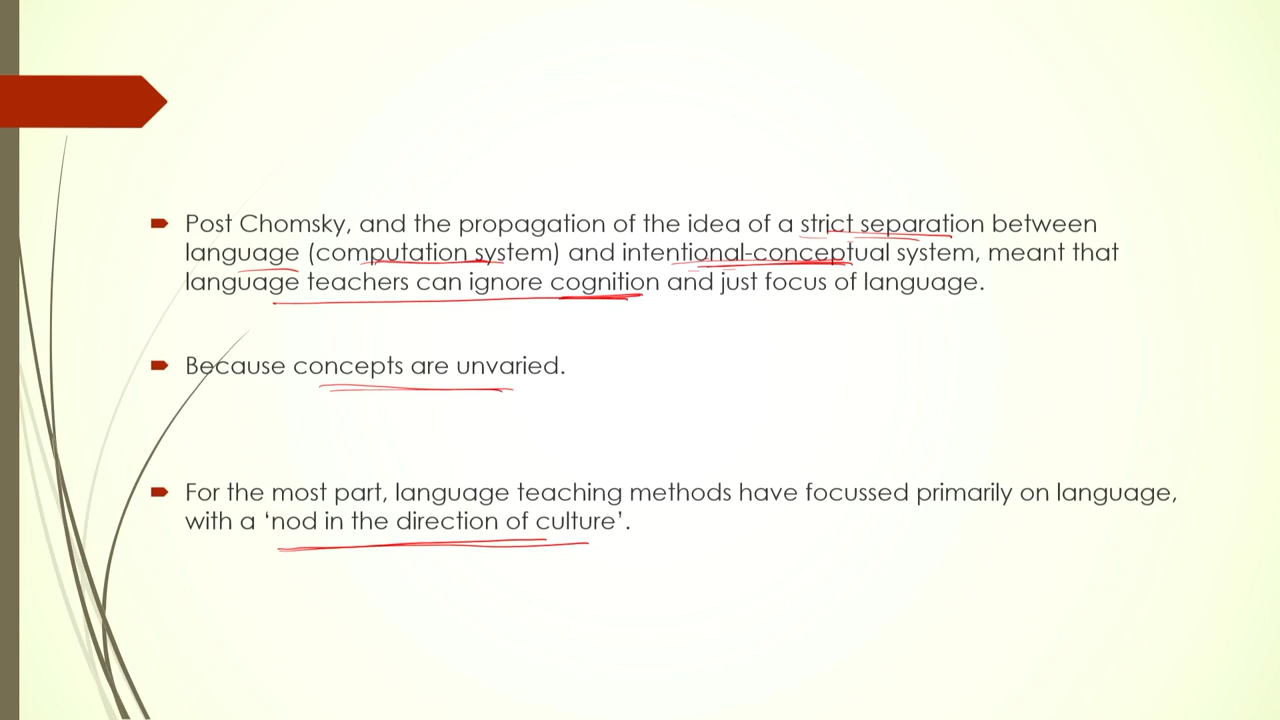 Post Chomsky, and the propagation of the idea of a strict separation between
language (computation system) and intentional-conceptual system, meant that
language teachers can ignore cognition and just focus of language.
Because concepts are unvaried.
For the most part, language teaching methods have focussed primarily on language,
with a ‘nod in the direction of culture’.